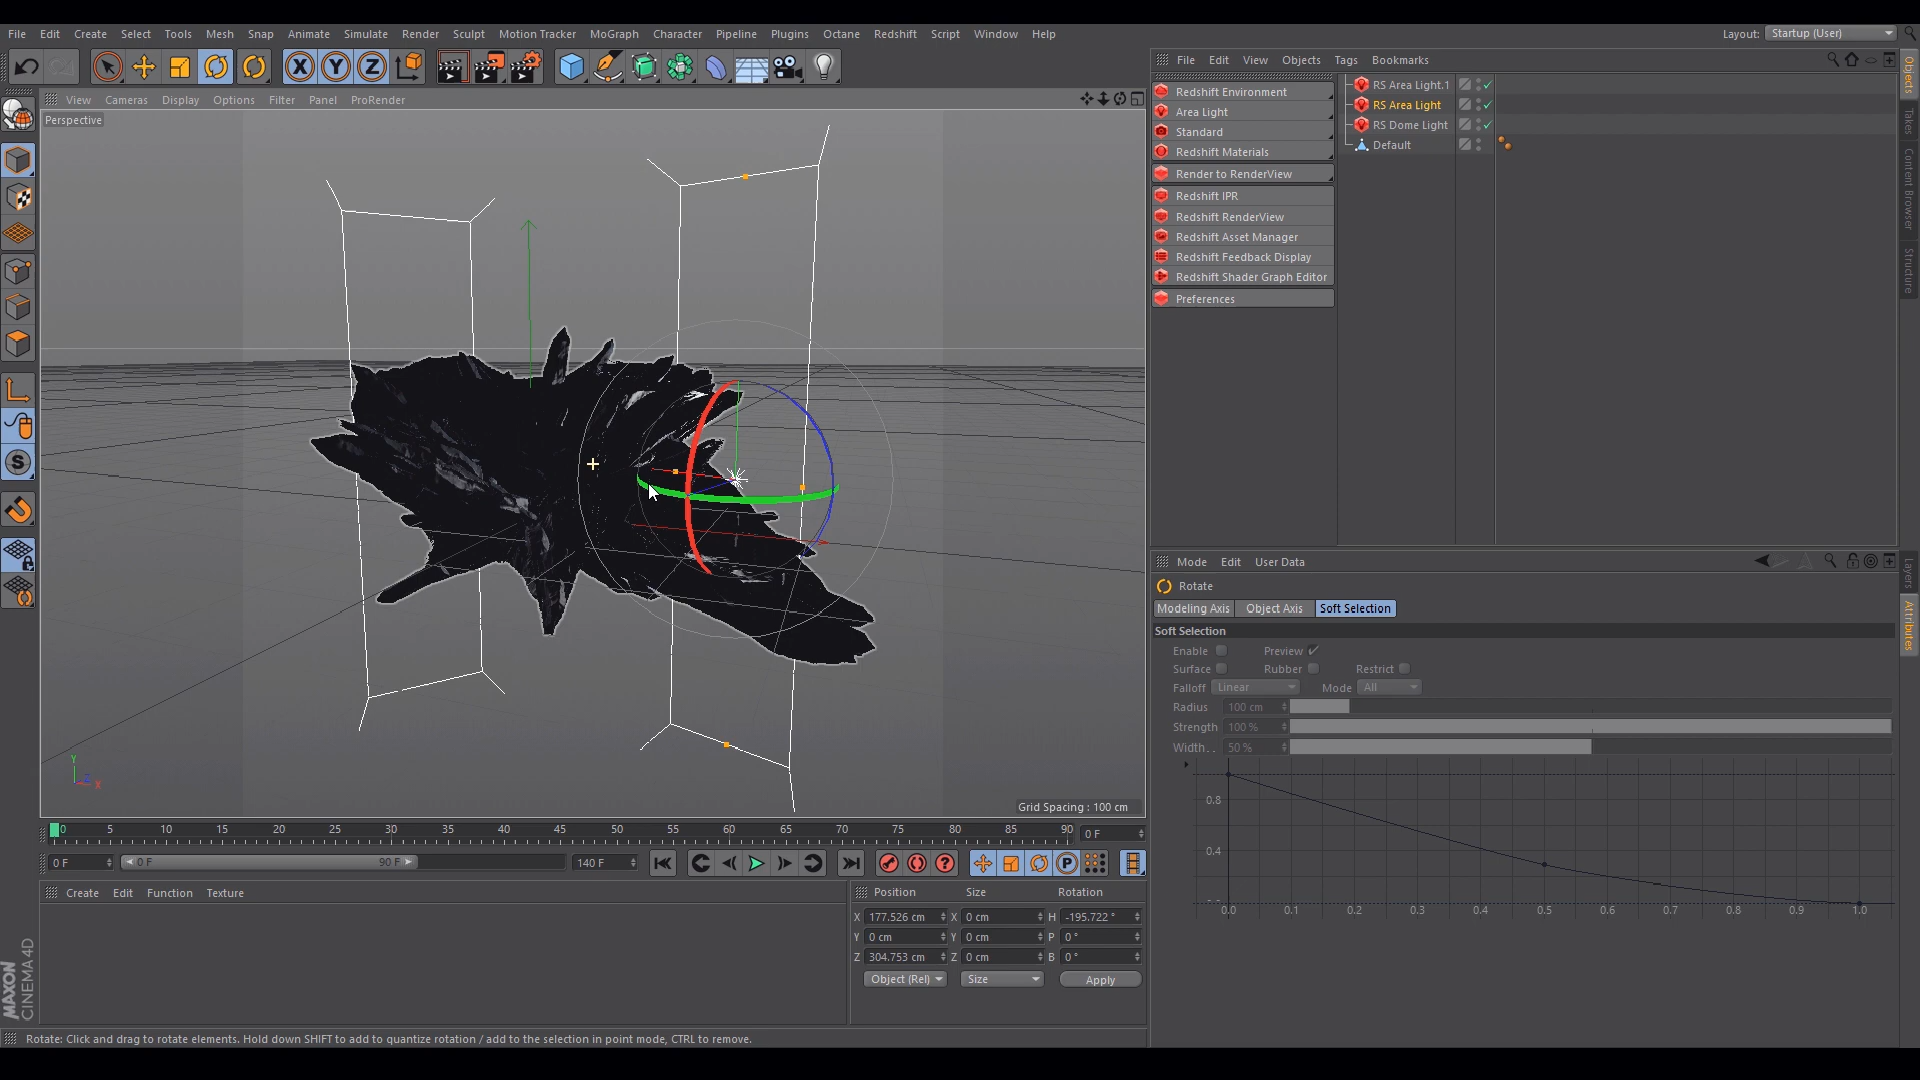 File Edit Create Select Tools Mesh Snap Animate Simulate Render Sculpt Motion Tracker MoGraph Character Pipeline Plugins Octane Redshift Script Window Help
Layout: Startup (User)
View Cameras Display Options Filter Panel ProRender
Perspective
File Edit View Objects Tags Bookmarks
Redshift Environment
Area Light
Standard
Redshift Materials
Render to RenderView
Redshift IPR
Redshift RenderView
Redshift Asset Manager
Redshift Feedback Display
Redshift Shader Graph Editor
Preferences
RS Area Light.1
RS Area Light
RS Dome Light
Default
Objects
Takes
Content Browser
Structure
Y
Z
X
Grid Spacing : 100 cm
Mode Edit User Data
Rotate
Modeling Axis Object Axis Soft Selection
Soft Selection
Enable Preview
Surface Rubber Restrict
Falloff Linear Mode All
Radius 100 cm
Strength 100 %
Width . . 50 %
0.8
0.4
0.0 0.1 0.2 0.3 0.4 0.5 0.6 0.7 0.8 0.9 1.0
Layers
Attributes
0 5 10 15 20 25 30 35 40 45 50 55 60 65 70 75 80 85 90 0 F
0 F 0 F 90 F 140 F
Create Edit Function Texture
Position Size Rotation
X 177.526 cm X 0 cm H -195.722 °
Y 0 cm Y 0 cm P 0 °
Z 304.753 cm Z 0 cm B 0 °
Object (Rel) Size Apply
MAXON
CINEMA4D
Rotate: Click and drag to rotate elements. Hold down SHIFT to add to quantize rotation / add to the selection in point mode, CTRL to remove.